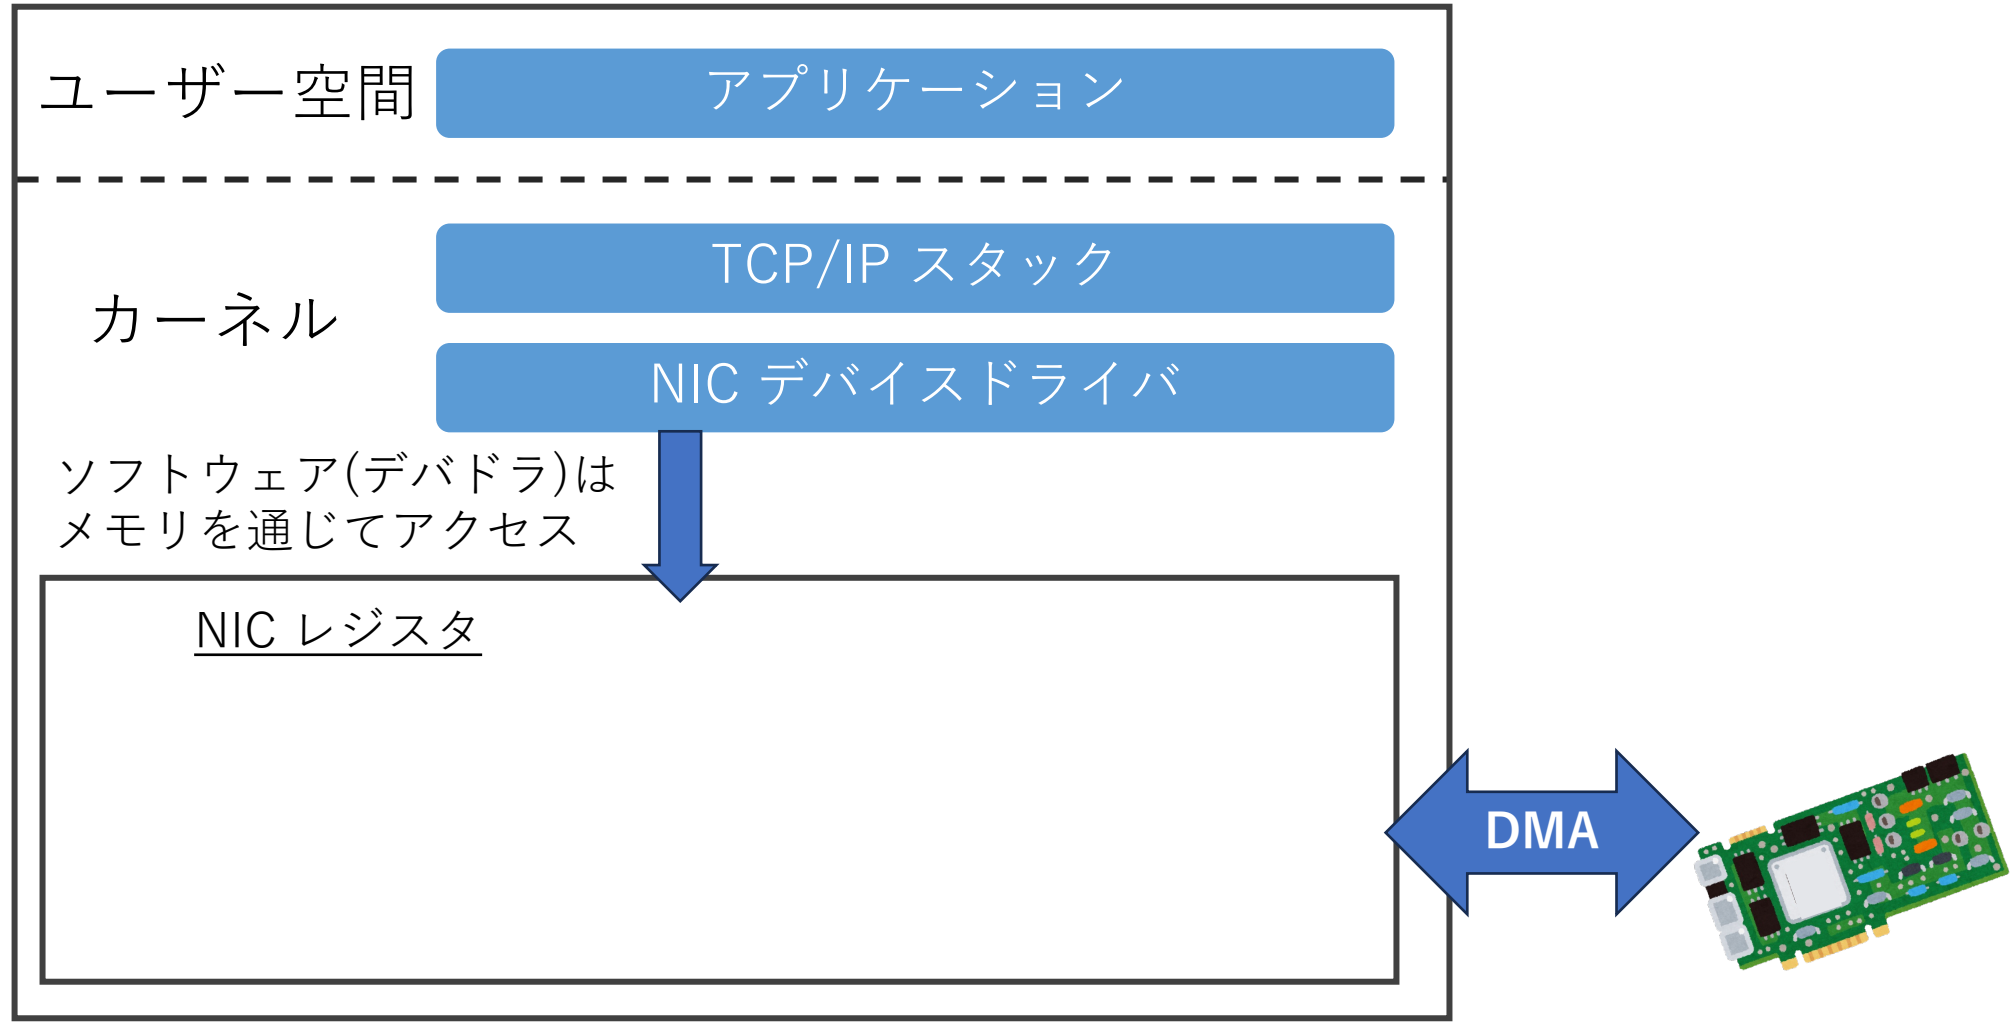 ユーザー空間
アプリケーション
カーネル
TCP/IP スタック
NIC デバイスドライバ
ソフトウェア(デバドラ)は
メモリを通じてアクセス
NIC レジスタ
DMA